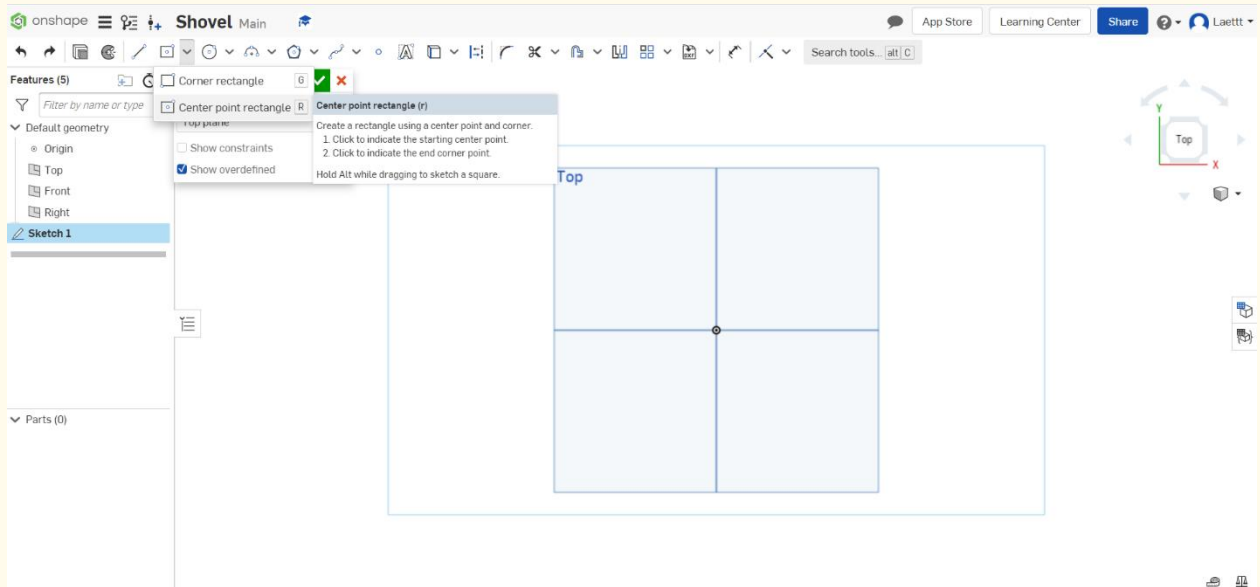 onshape Shovel Main App Store Learning Center Share Laettt
Search tools... alt C
Features (5)
Corner rectangle G
Filter by name or type
Center point rectangle R
Center point rectangle (r)
Top plane
Create a rectangle using a center point and corner.
1. Click to indicate the starting center point.
2. Click to indicate the end corner point.
Hold Alt while dragging to sketch a square.
Default geometry
Show constraints
Origin
Show overdefined
Top
Front
Right
Sketch 1
Top
Y
Top
X
Parts (0)